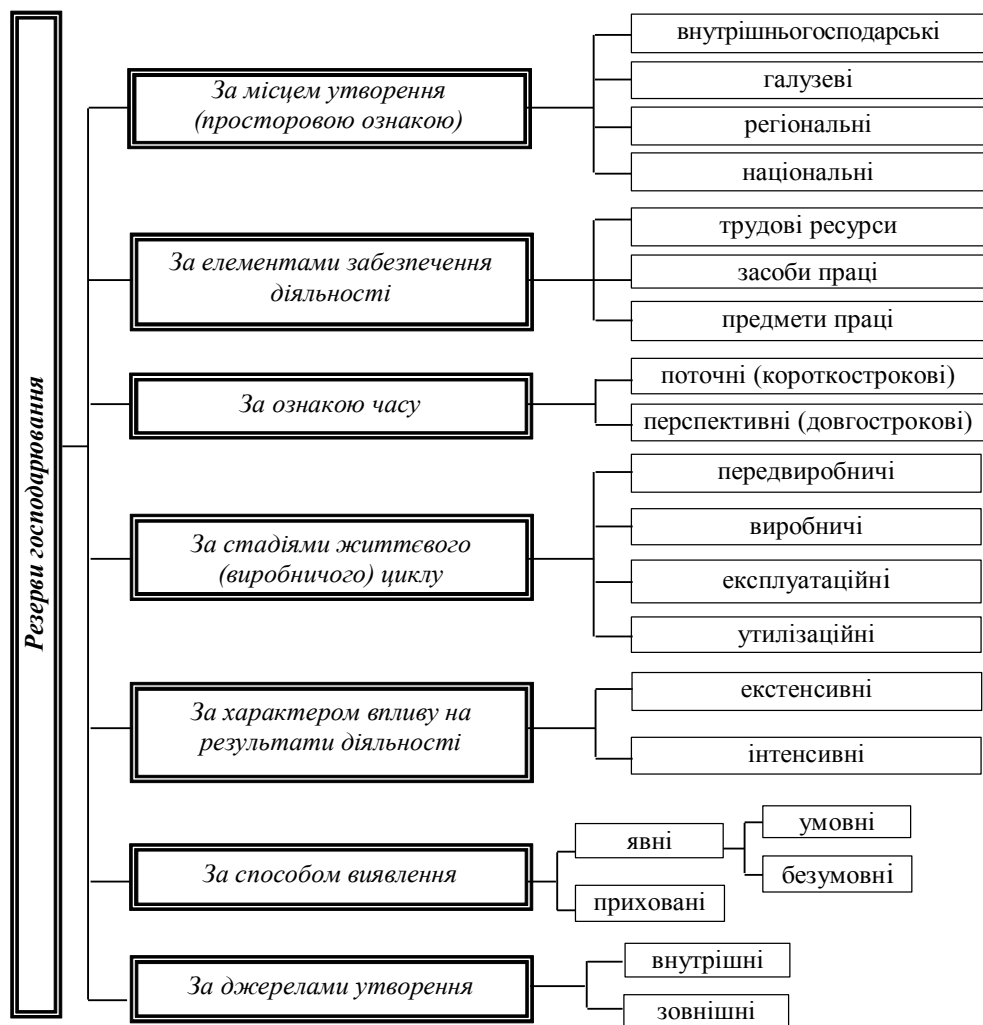 Резерви господарювання
За місцем утворення
(просторовою ознакою)
внутрішньогосподарські
галузеві
регіональні
національні
За елементами забезпечення
діяльності
трудові ресурси
засоби праці
предмети праці
За ознакою часу
поточні (короткострокові)
перспективні (довгострокові)
За стадіями життєвого
(виробничого) циклу
передвиробничі
виробничі
експлуатаційні
утилізаційні
За характером впливу на
результати діяльності
екстенсивні
інтенсивні
За способом виявлення
явні
умовні
безумовні
приховані
За джерелами утворення
внутрішні
зовнішні